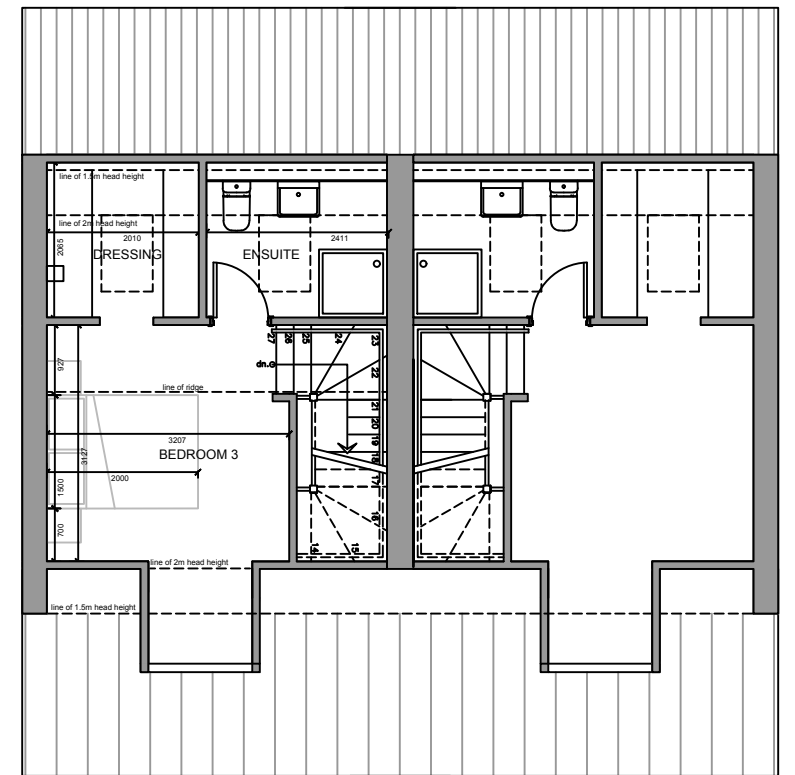 line of 1.5m head height
line of 2m head height
2010
2411
2065
DRESSING
ENSUITE
27
26
25
24
23
22
21
20
19
18
17
16
15
14
dn.
927
line of ridge
3207
3127
BEDROOM 3
2000
1500
700
line of 2m head height
line of 1.5m head height